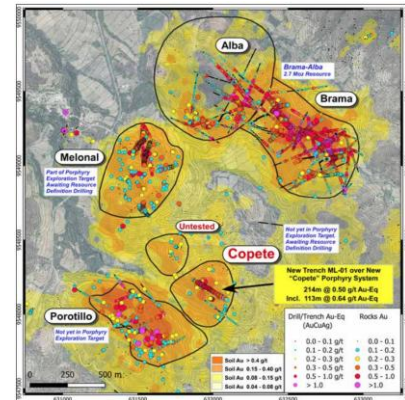 Alba
Brama-Alba
2.7 Moz Resource
Brama
Melonal
Part of Porphyry
Exploration Target
Awaiting Resource
Definition Drilling
Untested
Not yet in Porphyry
Exploration Target.
Awaiting Resource
Definition Drilling
Copete
New Trench ML-01 over New
"Copete" Porphyry System
214m @ 0.50 g/t Au-Eq
Incl. 113m @ 0.64 g/t Au-Eq
Porotillo
Not yet in Porphyry
Exploration Target
Drill/Trench Au-Eq
(AuCuAg)
Rocks Au
0.0 - 0.1 g/t
0.0 - 0.1
0.1 - 0.2 g/t
0.1 - 0.2
0.2 - 0.3 g/t
0.2 - 0.3
0.3 - 0.5 g/t
0.3 - 0.5
0.5 - 1.0 g/t
0.5 - 1.0
> 1.0
>1.0
Soil Au > 0.4 g/t
Soil Au 0.15 - 0.40 g/t
Soil Au 0.08 - 0.15 g/t
Soil Au 0.04 - 0.08 g/t
0
250
500 m